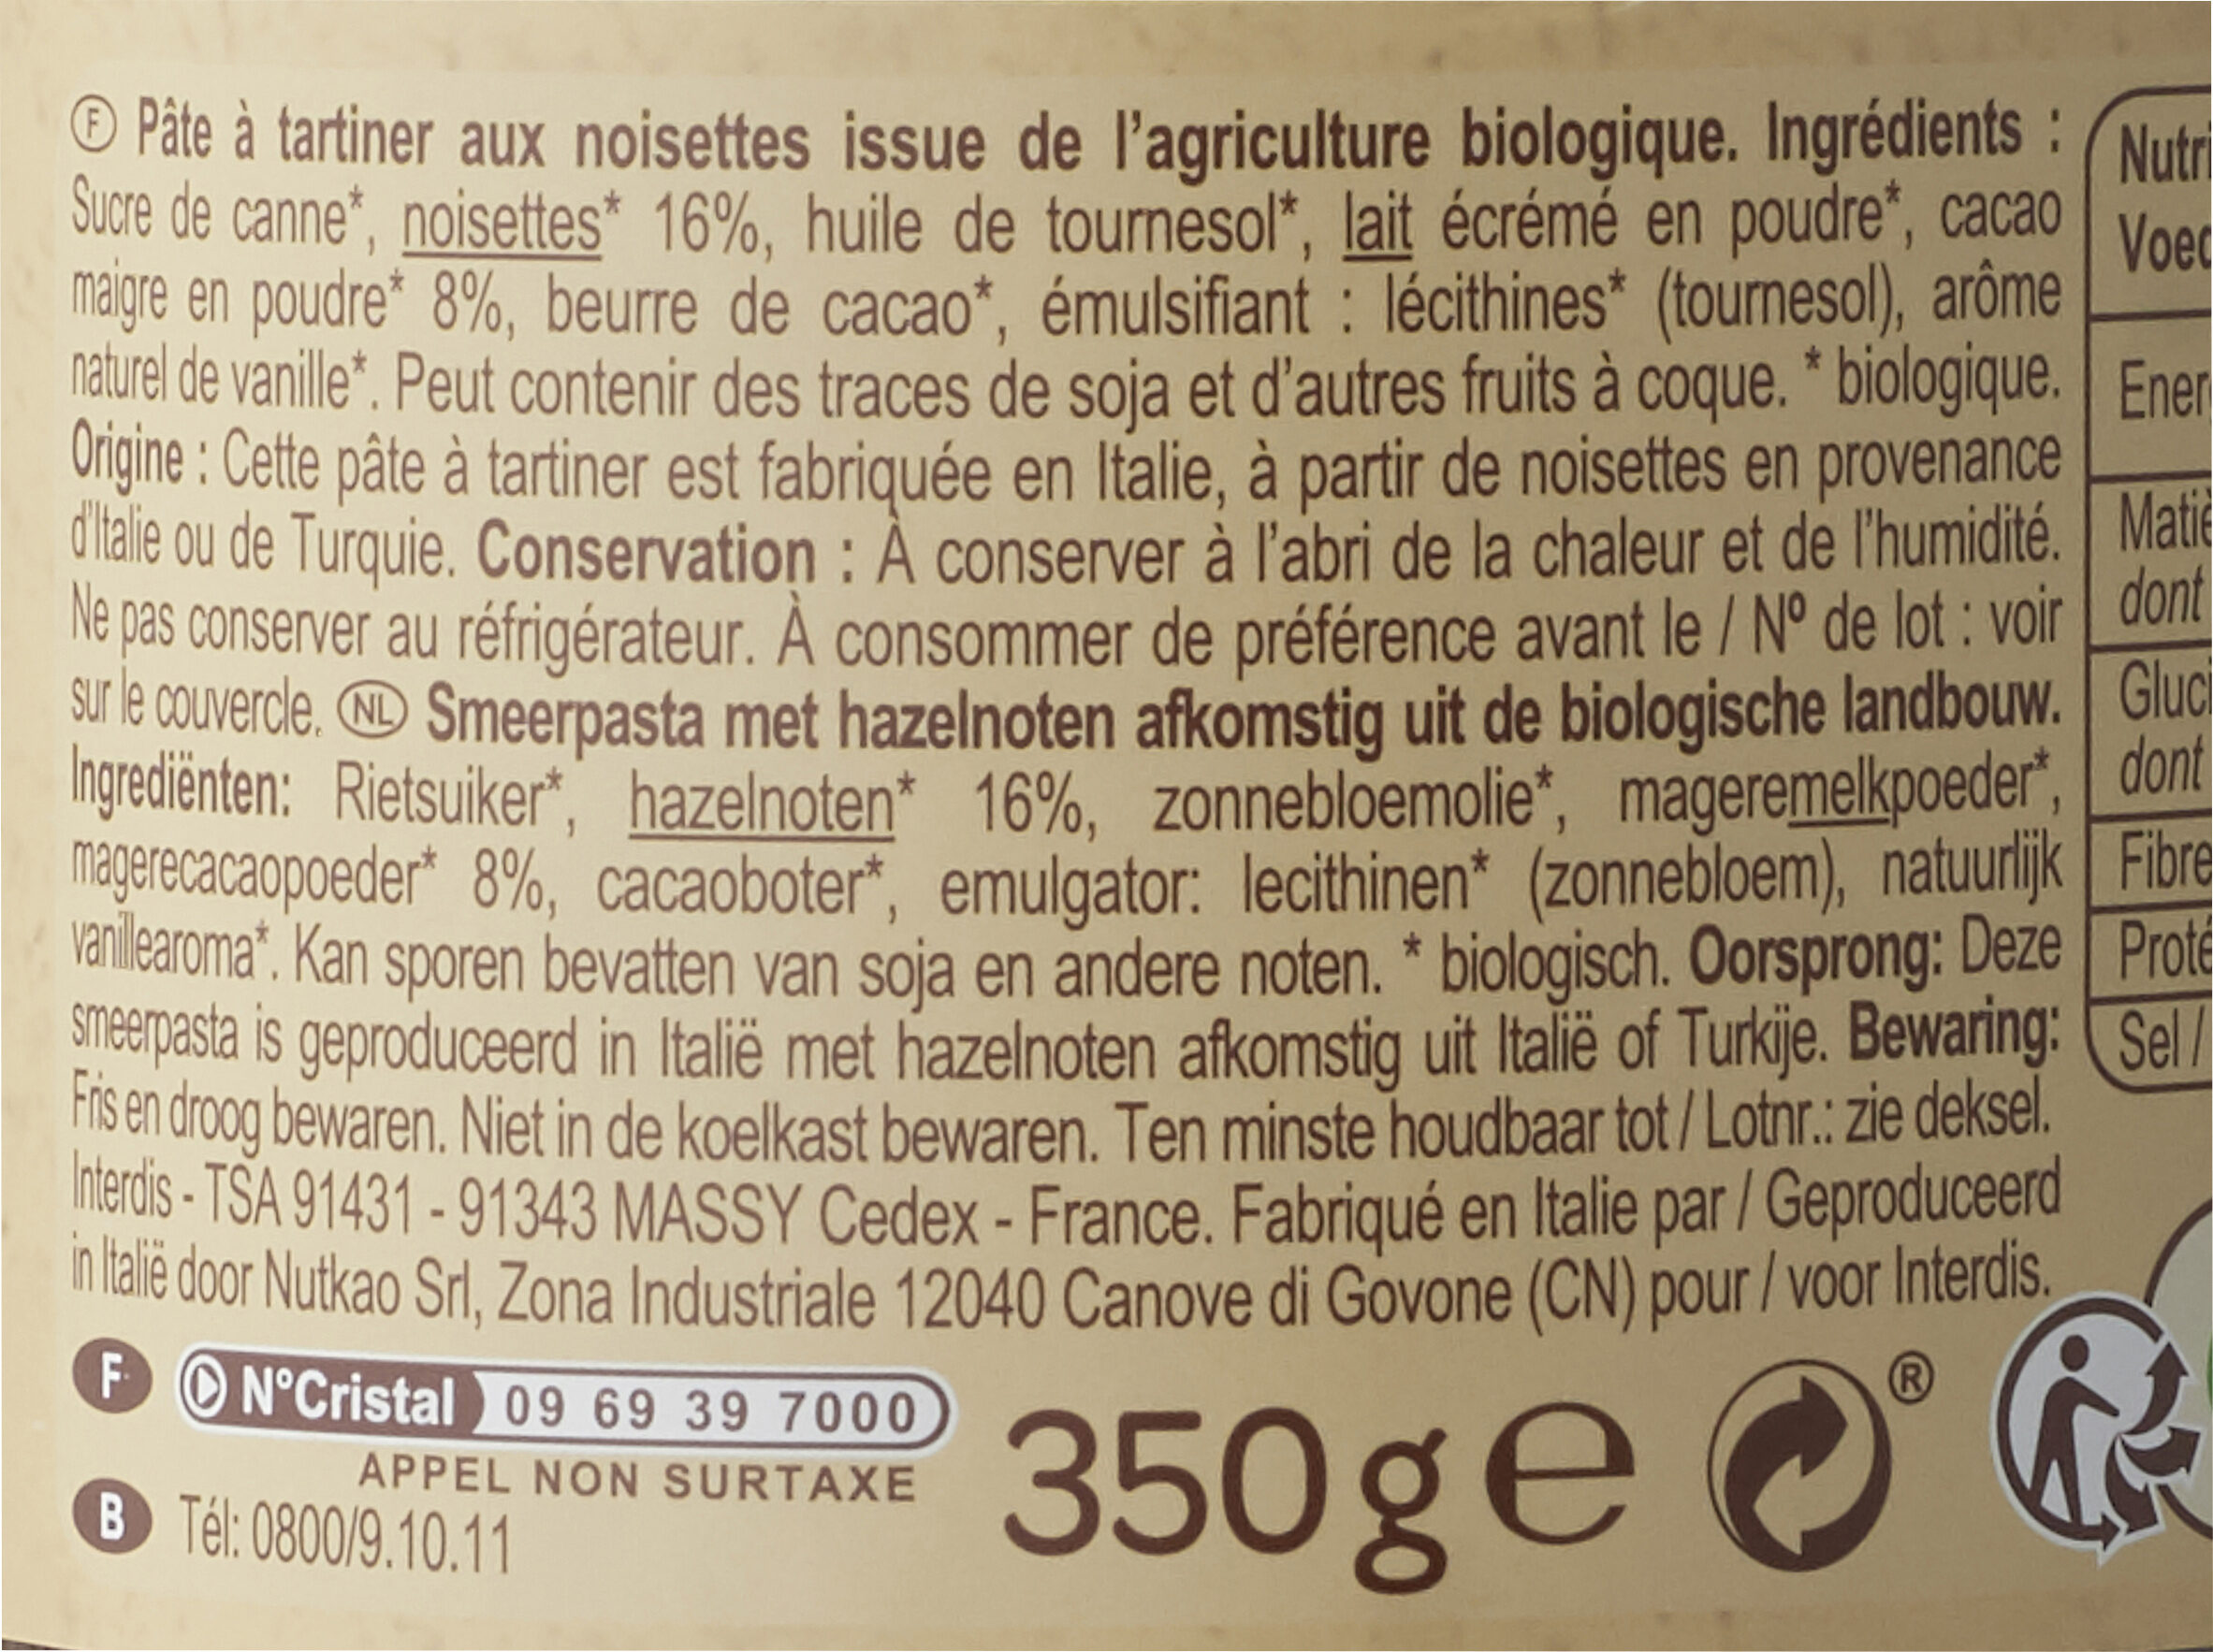 Ⓕ Pâte à tartiner aux noisettes issue de l'agriculture biologique. Ingrédients :
Sucre de canne*, noisettes* 16%, huile de tournesol*, lait écrémé en poudre*, cacao
maigre en poudre* 8%, beurre de cacao*, émulsifiant : lécithines* (tournesol), arôme
naturel de vanille*. Peut contenir des traces de soja et d'autres fruits à coque. * biologique.
Origine : Cette pâte à tartiner est fabriquée en Italie, à partir de noisettes en provenance
d'Italie ou de Turquie. Conservation : À conserver à l'abri de la chaleur et de l'humidité.
Ne pas conserver au réfrigérateur. À consommer de préférence avant le / Nº de lot : voir
sur le couvercle. NL Smeerpasta met hazelnoten afkomstig uit de biologische landbouw.
Ingrediënten: Rietsuiker*, hazelnoten* 16%, zonnebloemolie*, mageremelkpoeder*,
magerecacaopoeder* 8%, cacaoboter*, emulgator: lecithinen* (zonnebloem), natuurlijk
vanillearoma*. Kan sporen bevatten van soja en andere noten. * biologisch. Oorsprong: Deze
smeerpasta is geproduceerd in Italië met hazelnoten afkomstig uit Italië of Turkije. Bewaring:
Fris en droog bewaren. Niet in de koelkast bewaren. Ten minste houdbaar tot / Lotnr.: zie deksel.
Interdis - TSA 91431 - 91343 MASSY Cedex - France. Fabriqué en Italie par / Geproduceerd
in Italië door Nutkao Srl, Zona Industriale 12040 Canove di Govone (CN) pour / voor Interdis.
F N°Cristal 09 69 39 7000
APPEL NON SURTAXE
B Tél: 0800/9.10.11
350g e
®
Nutri
Voed
Ener
Matiè
dont
Gluci
dont
Fibre
Proté
Sel /